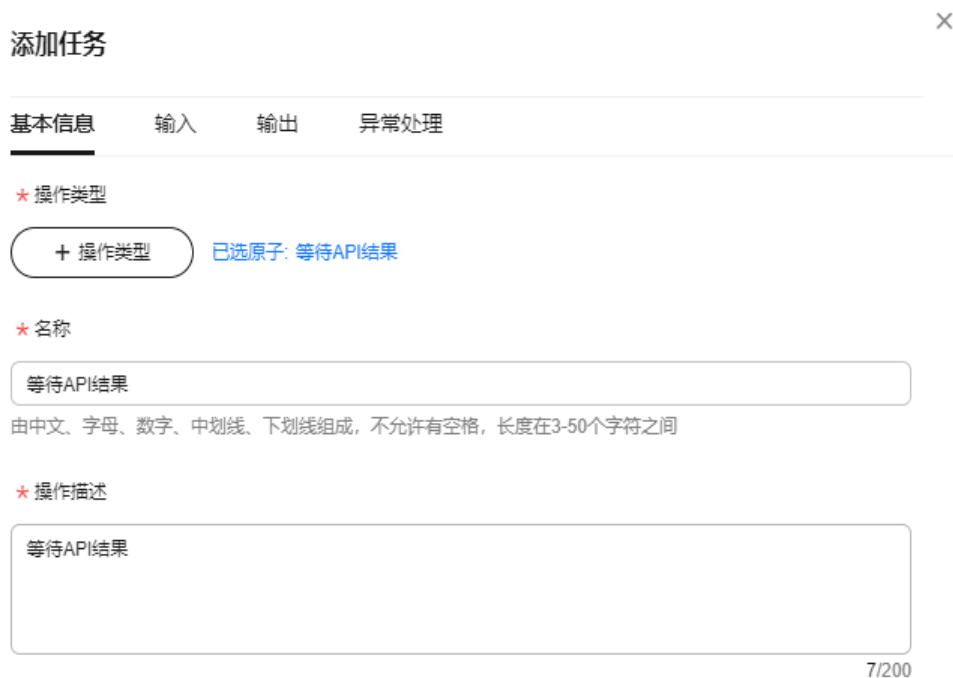 添加任务
基本信息 输入 输出 异常处理
* 操作类型
+ 操作类型 已选原子: 等待API结果
* 名称
等待API结果
由中文、字母、数字、中划线、下划线组成，不允许有空格，长度在3-50个字符之间
* 操作描述
等待API结果
7/200